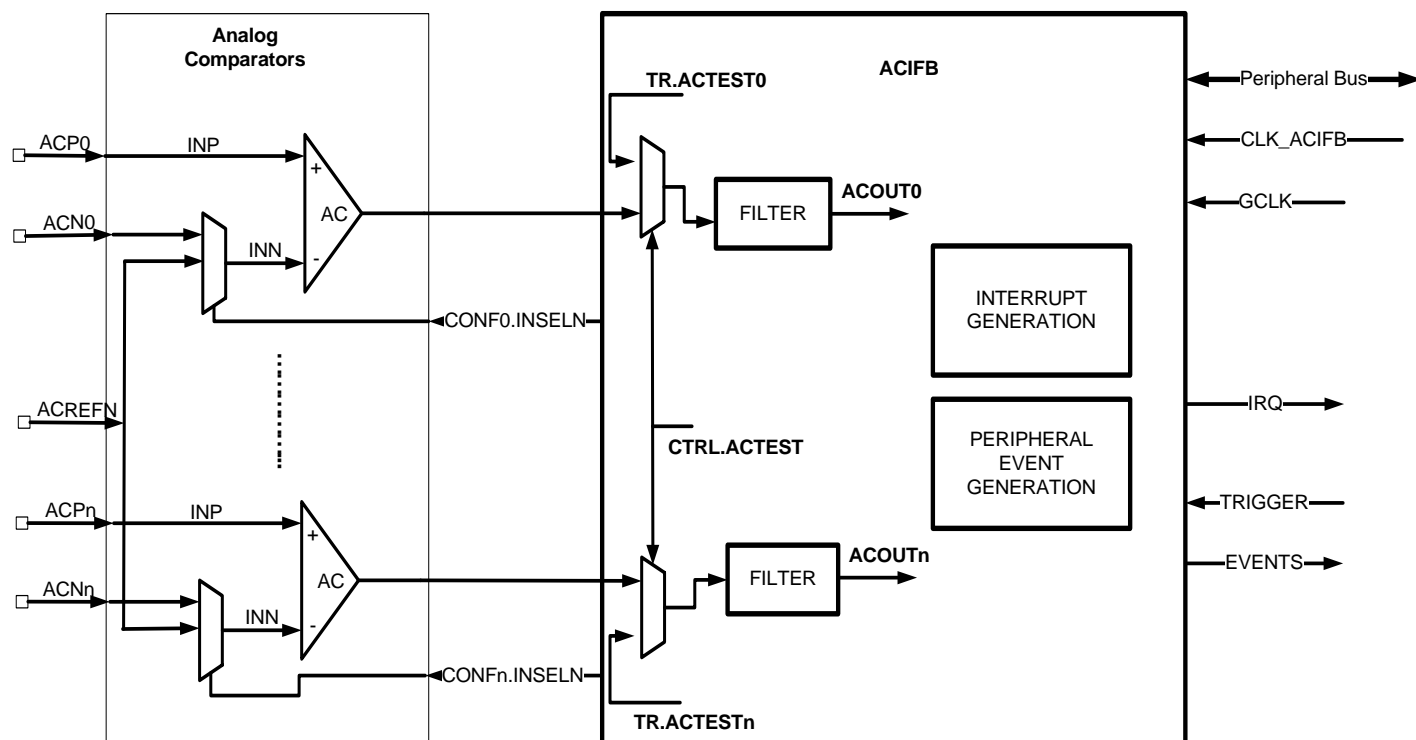 Analog
Comparators
ACIFB
TR.ACTEST0
Peripheral Bus
ACP0
INP
+
CLK_ACIFB
AC
FILTER
ACOUT0
GCLK
ACN0
INN
-
INTERRUPT
GENERATION
CONF0.INSELN
ACREFN
IRQ
CTRL.ACTEST
PERIPHERAL
EVENT
GENERATION
ACPn
INP
+
TRIGGER
AC
FILTER
ACOUTn
EVENTS
ACNn
INN
-
CONFn.INSELN
TR.ACTESTn